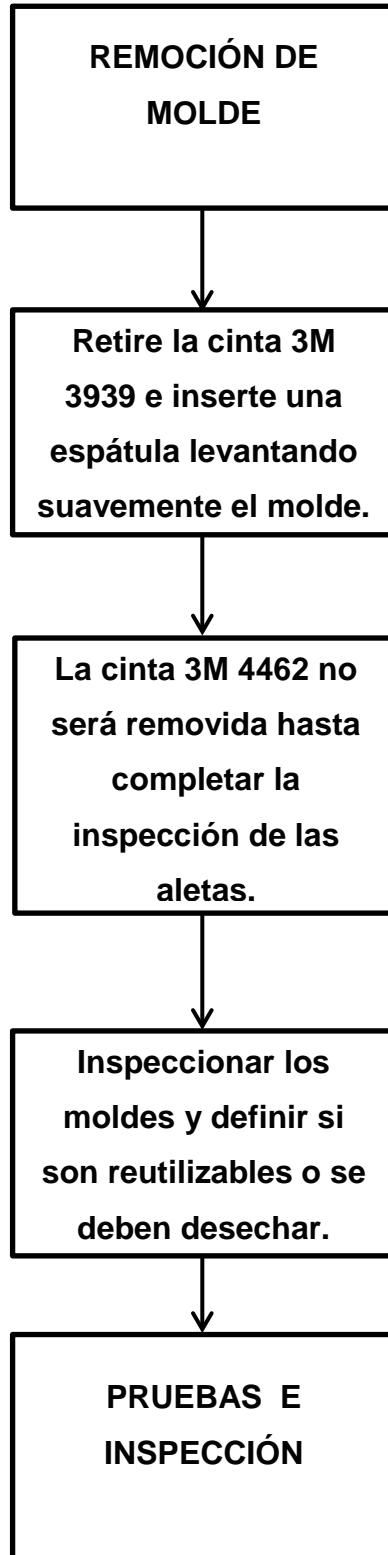 REMOCIÓN DE
MOLDE
Retire la cinta 3M
3939 e inserte una
espátula levantando
suavemente el molde.
La cinta 3M 4462 no
será removida hasta
completar la
inspección de las
aletas.
Inspeccionar los
moldes y definir si
son reutilizables o se
deben desechar.
PRUEBAS E
INSPECCIÓN